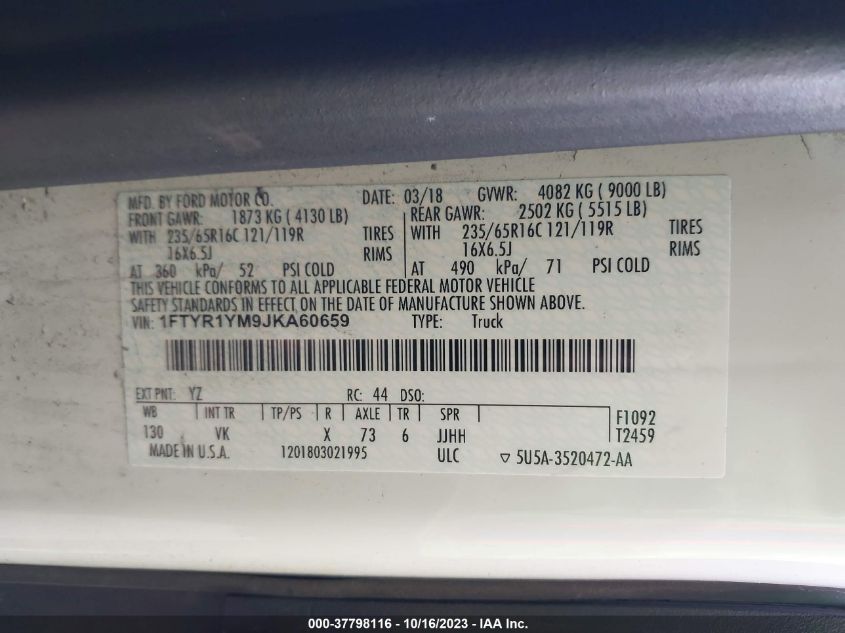 MFD. BY FORD MOTOR CO. DATE: 03/18 GVWR: 4082 KG ( 9000 LB)
FRONT GAWR: 1873 KG ( 4130 LB) REAR GAWR: 2502 KG ( 5515 LB)
WITH 235/65R16C 121/119R TIRES WITH 235/65R16C 121/119R TIRES
16X6.5J RIMS 16X6.5J RIMS
AT 360 kPa/ 52 PSI COLD AT 490 kPa/ 71 PSI COLD
THIS VEHICLE CONFORMS TO ALL APPLICABLE FEDERAL MOTOR VEHICLE
SAFETY STANDARDS IN EFFECT ON THE DATE OF MANUFACTURE SHOWN ABOVE.
VIN: 1FTYR1YM9JKA60659 TYPE: Truck
EXT PNT: YZ RC: 44 DSO:
WB INT TR TP/PS R AXLE TR SPR F1092
130 VK X 73 6 JJHH T2459
MADE IN U.S.A. 1201803021995 ULC ▽ 5U5A-3520472-AA
000-37798116 - 10/16/2023 - IAA Inc.